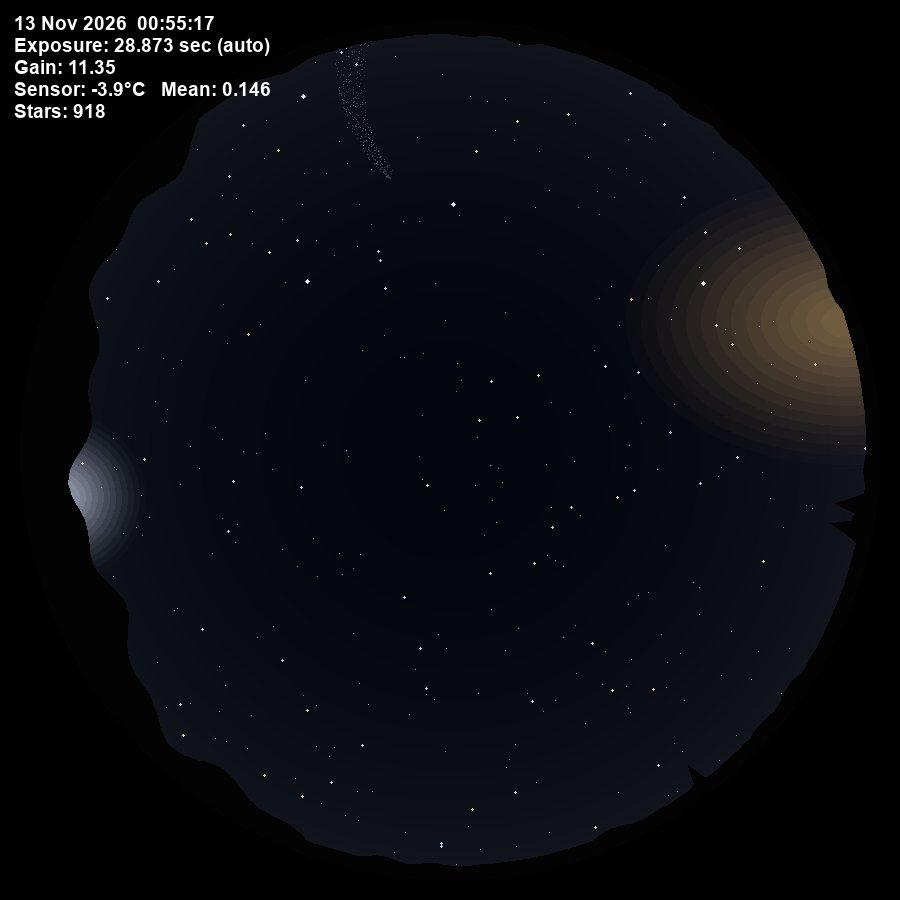 13 Nov 2026  00:55:17
Exposure: 28.873 sec (auto)
Gain: 11.35
Sensor: -3.9°C   Mean: 0.146
Stars: 918